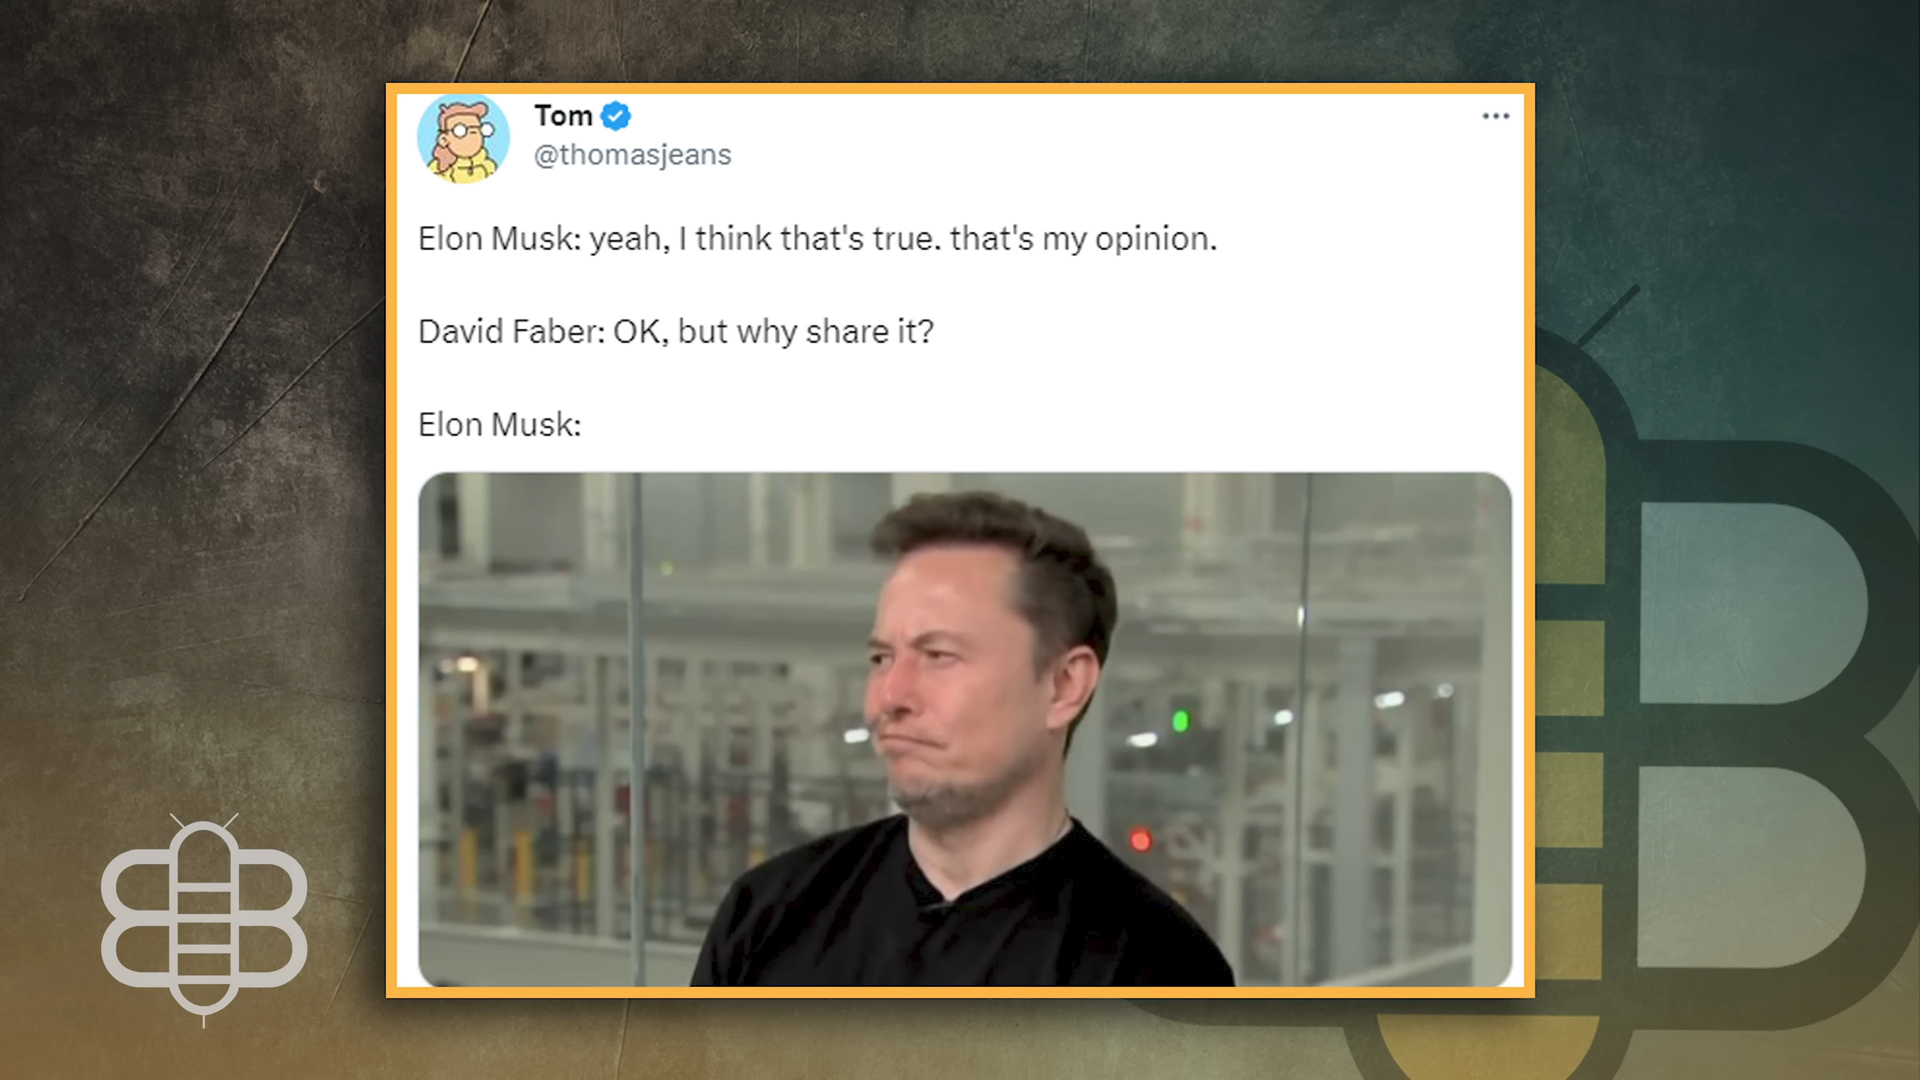 Tom
@thomasjeans
Elon Musk: yeah, I think that's true. that's my opinion.
David Faber: OK, but why share it?
Elon Musk: